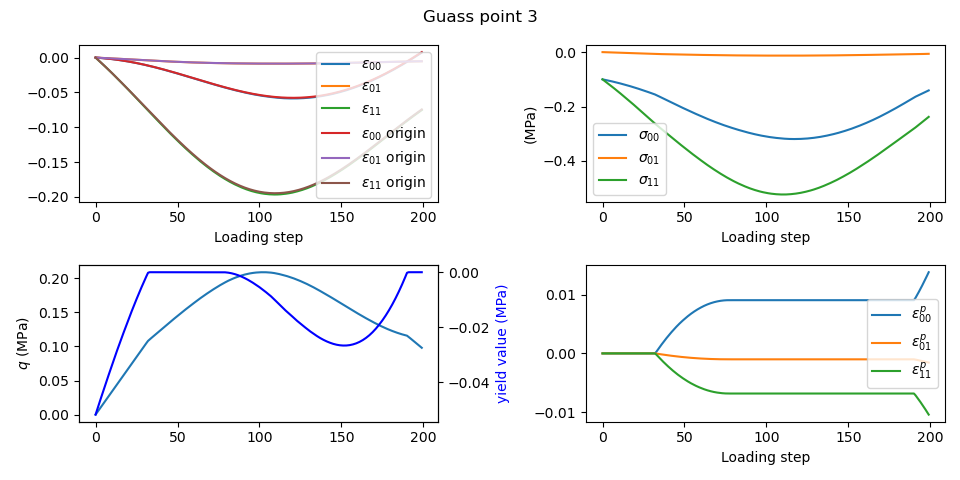 Guass point 3
0.00
−0.05
−0.10
−0.15
−0.20
0 50 100 150 200
Loading step
ε00
ε01
ε11
ε00 origin
ε01 origin
ε11 origin
(MPa)
0.0
−0.2
−0.4
0 50 100 150 200
Loading step
σ00
σ01
σ11
q (MPa)
0.20
0.15
0.10
0.05
0.00
0 50 100 150 200
0.00
−0.02
−0.04
yield value (MPa)
0.01
0.00
−0.01
0 50 100 150 200
Loading step
ε^p_00
ε^p_01
ε^p_11